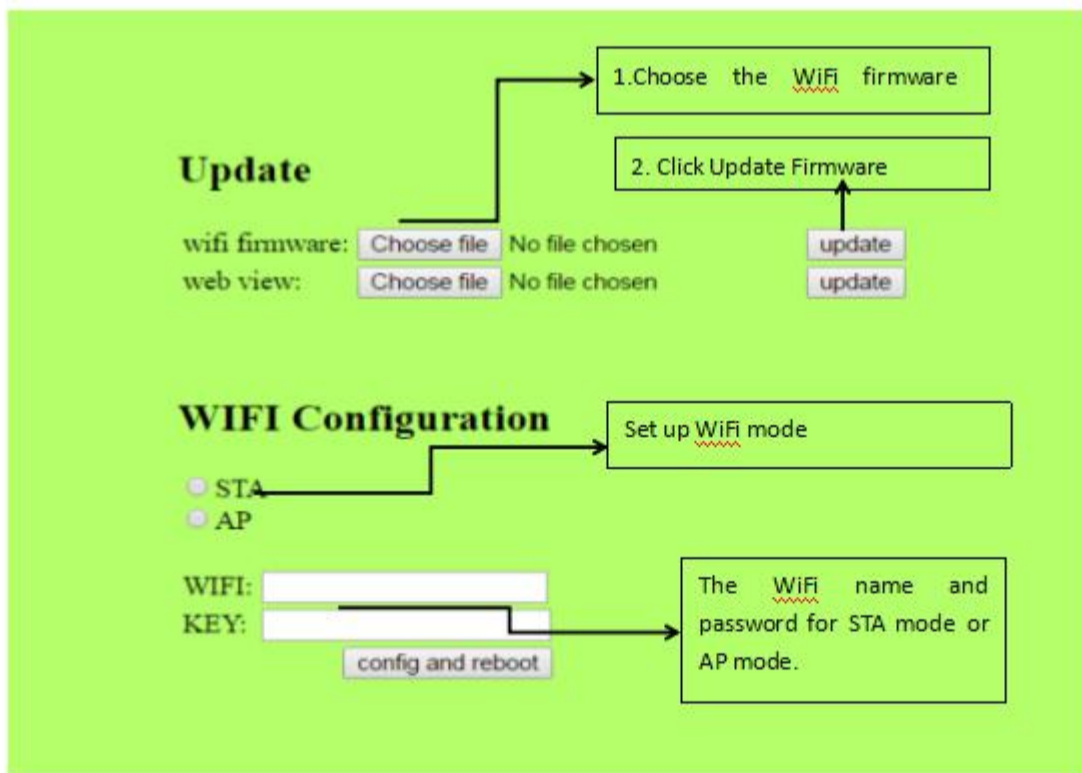 1.Choose the WiFi firmware
2. Click Update Firmware
Update
wifi firmware: Choose file No file chosen update
web view: Choose file No file chosen update
WIFI Configuration
Set up WiFi mode
STA
AP
WIFI:
KEY:
config and reboot
The WiFi name and
password for STA mode or
AP mode.